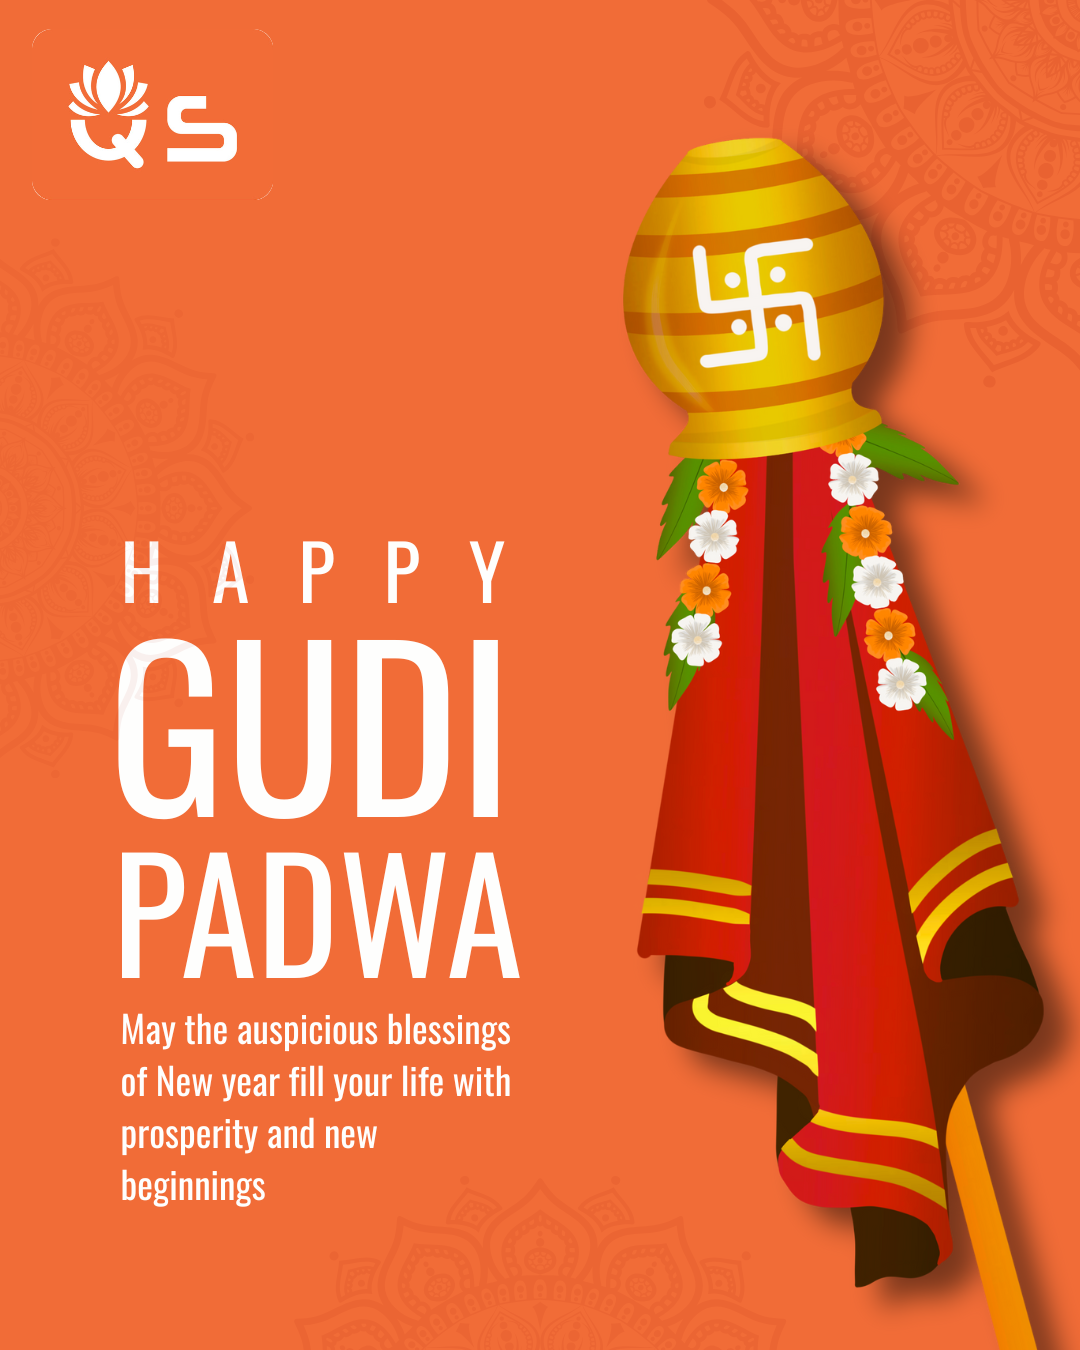 QS
HAPPY
GUDI
PADWA
May the auspicious blessings
of New year fill your life with
prosperity and new
beginnings